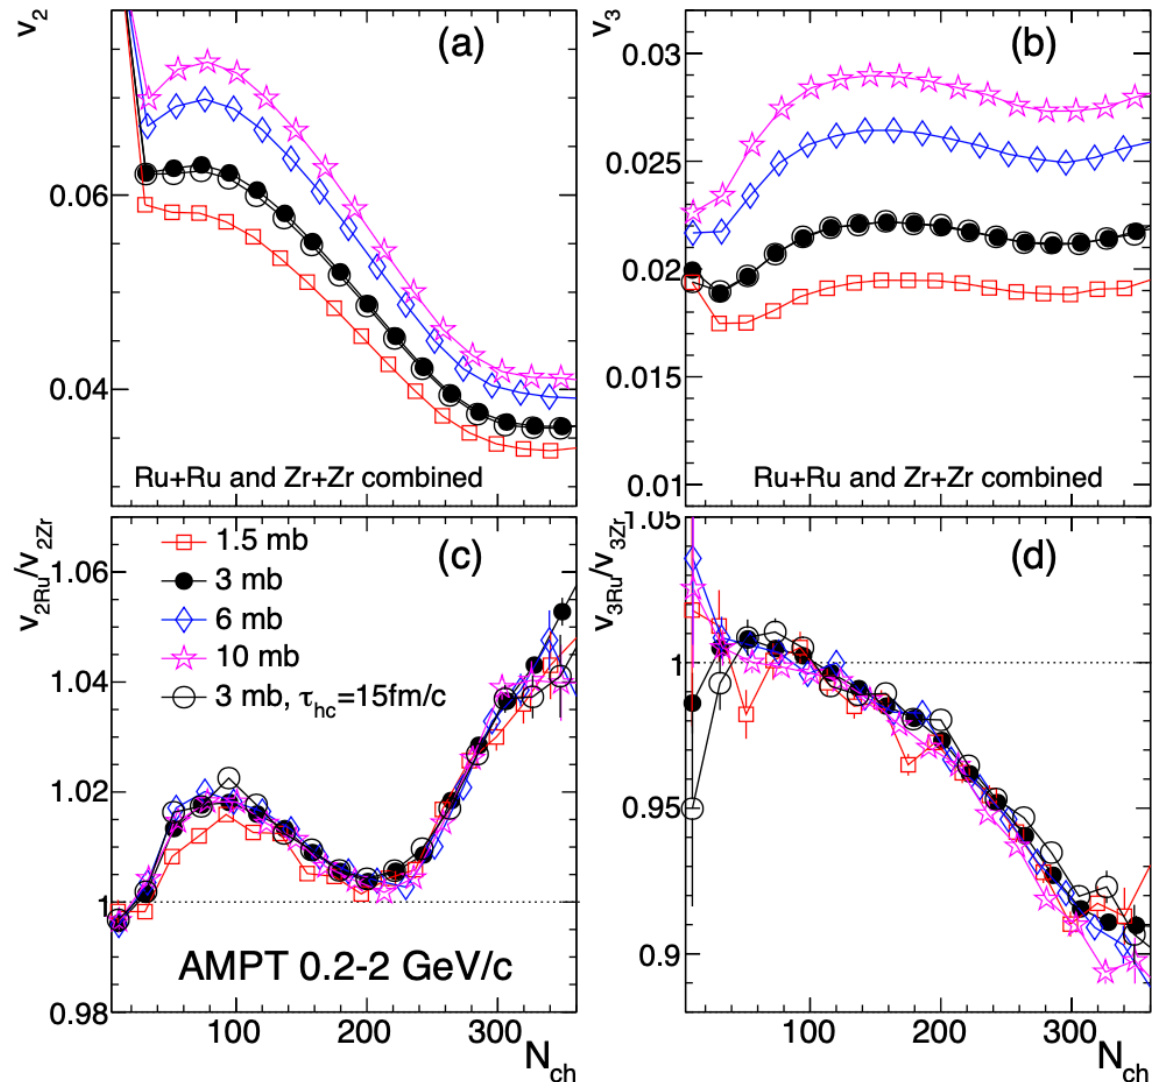 v2
(a)
0.06
0.04
Ru+Ru and Zr+Zr combined
v3
(b)
0.03
0.025
0.02
0.015
0.01
Ru+Ru and Zr+Zr combined
v2Ru/v2Zr
(c)
1.06
1.04
1.02
1
0.98
1.5 mb
3 mb
6 mb
10 mb
3 mb, τhc=15fm/c
AMPT 0.2-2 GeV/c
100
200
300
Nch
v3Ru/v3Zr
(d)
1.05
1
0.95
0.9
100
200
300
Nch